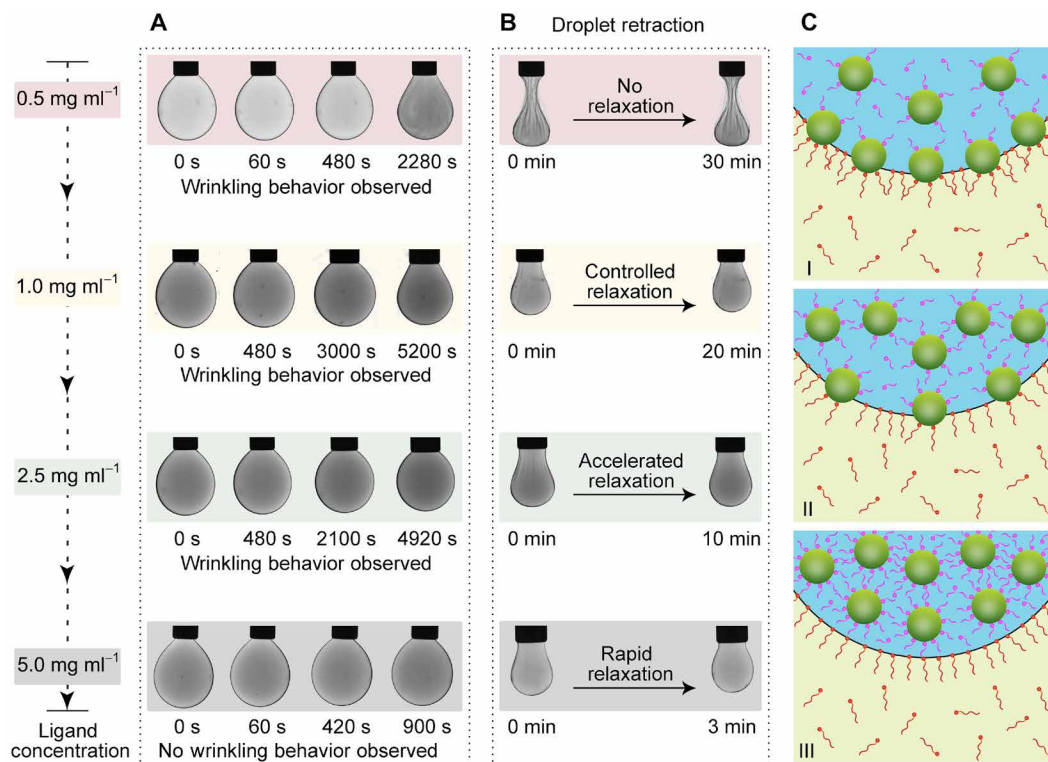 A
B
Droplet retraction
C
0.5 mg ml⁻¹
0 s 60 s 480 s 2280 s
Wrinkling behavior observed
No
relaxation
0 min 30 min
I
1.0 mg ml⁻¹
0 s 480 s 3000 s 5200 s
Wrinkling behavior observed
Controlled
relaxation
0 min 20 min
II
2.5 mg ml⁻¹
0 s 480 s 2100 s 4920 s
Wrinkling behavior observed
Accelerated
relaxation
0 min 10 min
5.0 mg ml⁻¹
0 s 60 s 420 s 900 s
No wrinkling behavior observed
Rapid
relaxation
0 min 3 min
III
Ligand
concentration